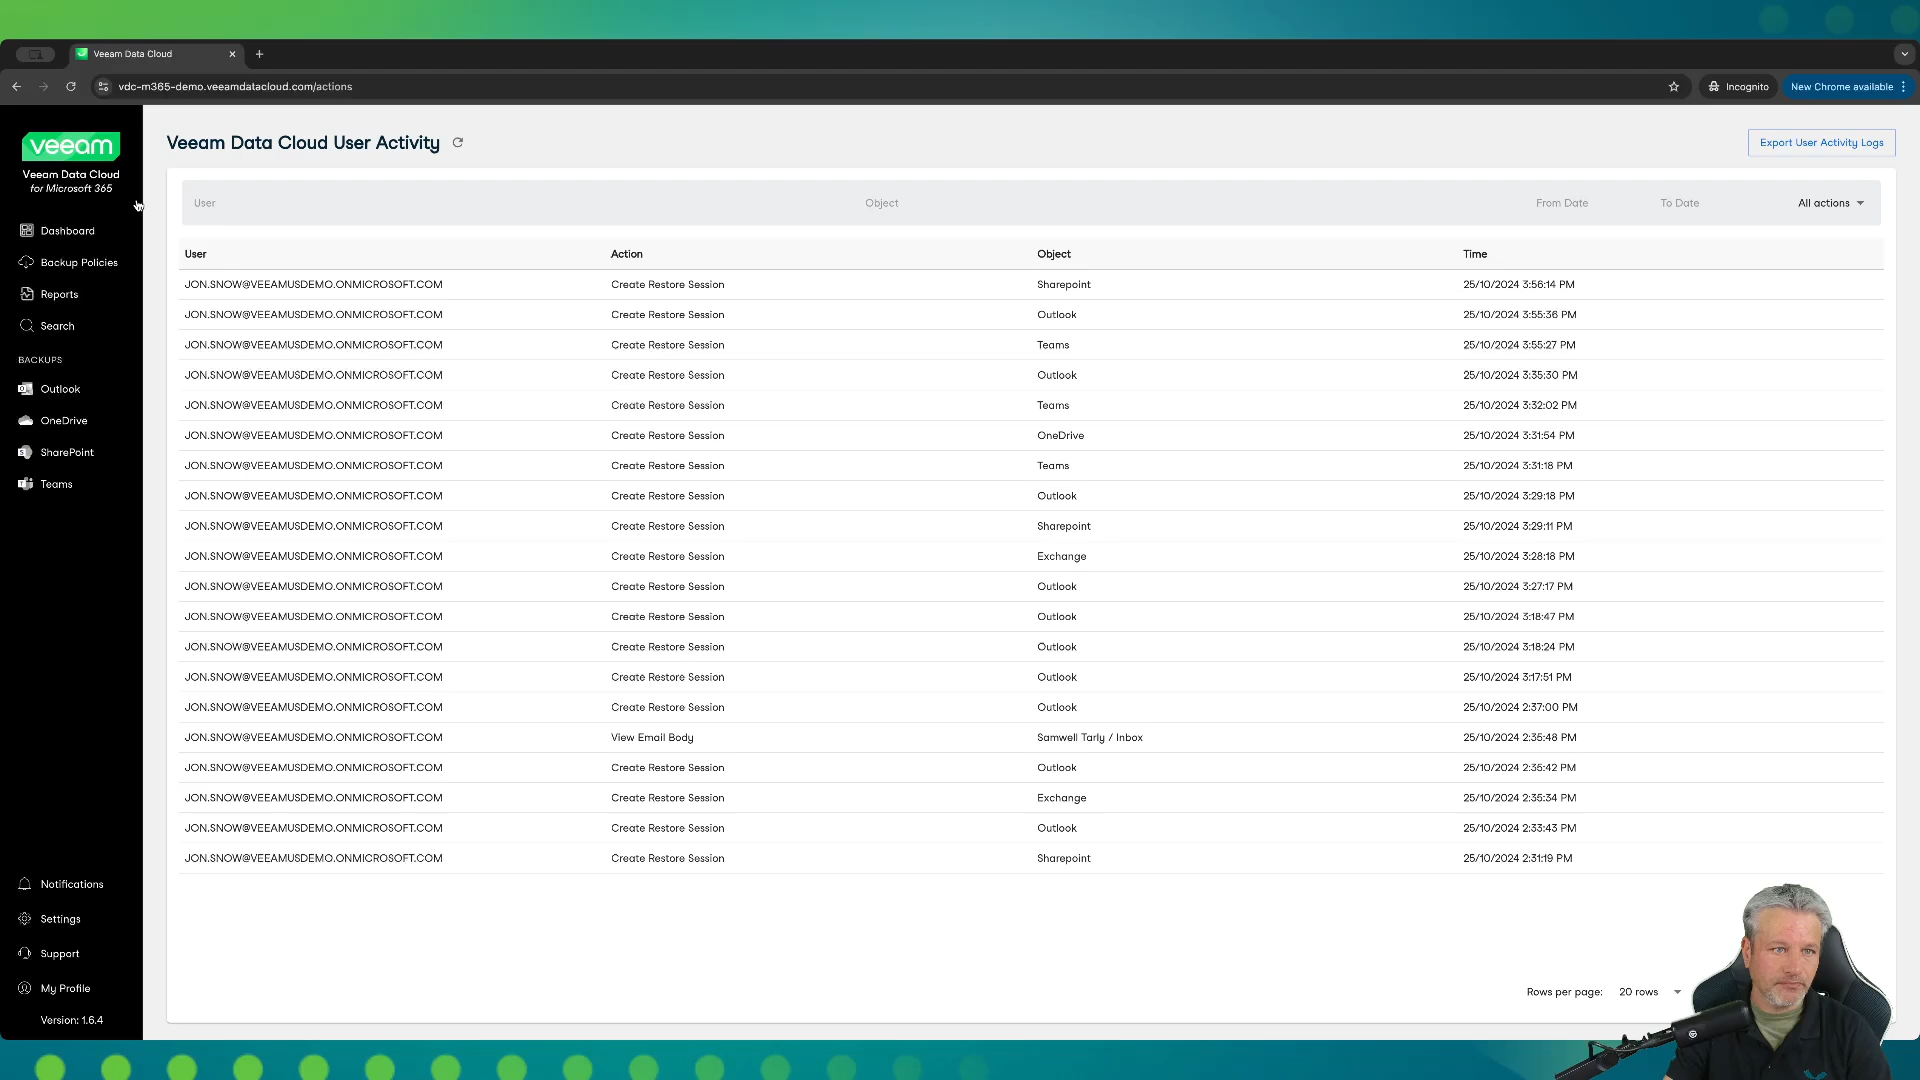 Veeam Data Cloud
vdc-m365-demo.veeamdatacloud.com/actions
Incognito
New Chrome available
veeam
Veeam Data Cloud
for Microsoft 365
Dashboard
Backup Policies
Reports
Search
BACKUPS
Outlook
OneDrive
SharePoint
Teams
Notifications
Settings
Support
My Profile
Version: 1.6.4
Veeam Data Cloud User Activity
Export User Activity Logs
User Object From Date To Date All actions
User Action Object Time
JON.SNOW@VEEAMUSDEMO.ONMICROSOFT.COM Create Restore Session Sharepoint 25/10/2024 3:56:14 PM
JON.SNOW@VEEAMUSDEMO.ONMICROSOFT.COM Create Restore Session Outlook 25/10/2024 3:55:36 PM
JON.SNOW@VEEAMUSDEMO.ONMICROSOFT.COM Create Restore Session Teams 25/10/2024 3:55:27 PM
JON.SNOW@VEEAMUSDEMO.ONMICROSOFT.COM Create Restore Session Outlook 25/10/2024 3:35:30 PM
JON.SNOW@VEEAMUSDEMO.ONMICROSOFT.COM Create Restore Session Teams 25/10/2024 3:32:02 PM
JON.SNOW@VEEAMUSDEMO.ONMICROSOFT.COM Create Restore Session OneDrive 25/10/2024 3:31:54 PM
JON.SNOW@VEEAMUSDEMO.ONMICROSOFT.COM Create Restore Session Teams 25/10/2024 3:31:18 PM
JON.SNOW@VEEAMUSDEMO.ONMICROSOFT.COM Create Restore Session Outlook 25/10/2024 3:29:18 PM
JON.SNOW@VEEAMUSDEMO.ONMICROSOFT.COM Create Restore Session Sharepoint 25/10/2024 3:29:11 PM
JON.SNOW@VEEAMUSDEMO.ONMICROSOFT.COM Create Restore Session Exchange 25/10/2024 3:28:18 PM
JON.SNOW@VEEAMUSDEMO.ONMICROSOFT.COM Create Restore Session Outlook 25/10/2024 3:27:17 PM
JON.SNOW@VEEAMUSDEMO.ONMICROSOFT.COM Create Restore Session Outlook 25/10/2024 3:18:47 PM
JON.SNOW@VEEAMUSDEMO.ONMICROSOFT.COM Create Restore Session Outlook 25/10/2024 3:18:24 PM
JON.SNOW@VEEAMUSDEMO.ONMICROSOFT.COM Create Restore Session Outlook 25/10/2024 3:17:51 PM
JON.SNOW@VEEAMUSDEMO.ONMICROSOFT.COM Create Restore Session Outlook 25/10/2024 2:37:00 PM
JON.SNOW@VEEAMUSDEMO.ONMICROSOFT.COM View Email Body Samwell Tarly / Inbox 25/10/2024 2:35:48 PM
JON.SNOW@VEEAMUSDEMO.ONMICROSOFT.COM Create Restore Session Outlook 25/10/2024 2:35:42 PM
JON.SNOW@VEEAMUSDEMO.ONMICROSOFT.COM Create Restore Session Exchange 25/10/2024 2:35:34 PM
JON.SNOW@VEEAMUSDEMO.ONMICROSOFT.COM Create Restore Session Outlook 25/10/2024 2:33:43 PM
JON.SNOW@VEEAMUSDEMO.ONMICROSOFT.COM Create Restore Session Sharepoint 25/10/2024 2:31:19 PM
Rows per page: 20 rows